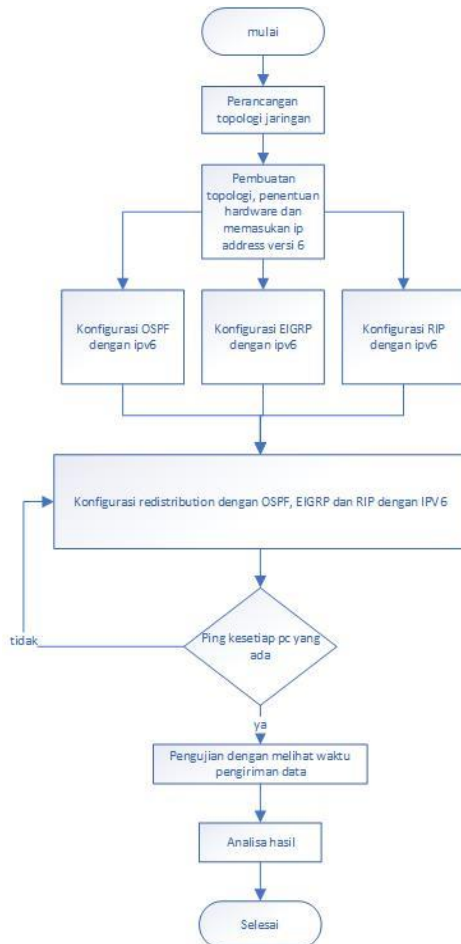 mulai
Perancangan
topologi jaringan
Pembuatan
topologi, penentuan
hardware dan
memasukan ip
address versi 6
Konfigurasi OSPF
dengan ipv6
Konfigurasi EIGRP
dengan ipv6
Konfigurasi RIP
dengan ipv6
Konfigurasi redistribution dengan OSPF, EIGRP dan RIP dengan IPV6
Ping kesetiap pc yang
ada
tidak
ya
Pengujian dengan melihat waktu
pengiriman data
Analisa hasil
Selesai